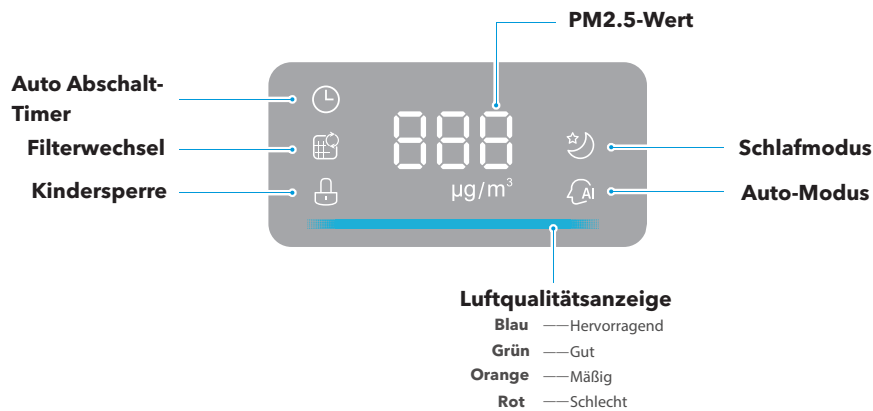 PM2.5-Wert
Auto Abschalt-
Timer
Filterwechsel
Kindersperre
888
µg/m³
AI
Schlafmodus
Auto-Modus
Luftqualitätsanzeige
Blau ——Hervorragend
Grün ——Gut
Orange ——Mäßig
Rot ——Schlecht